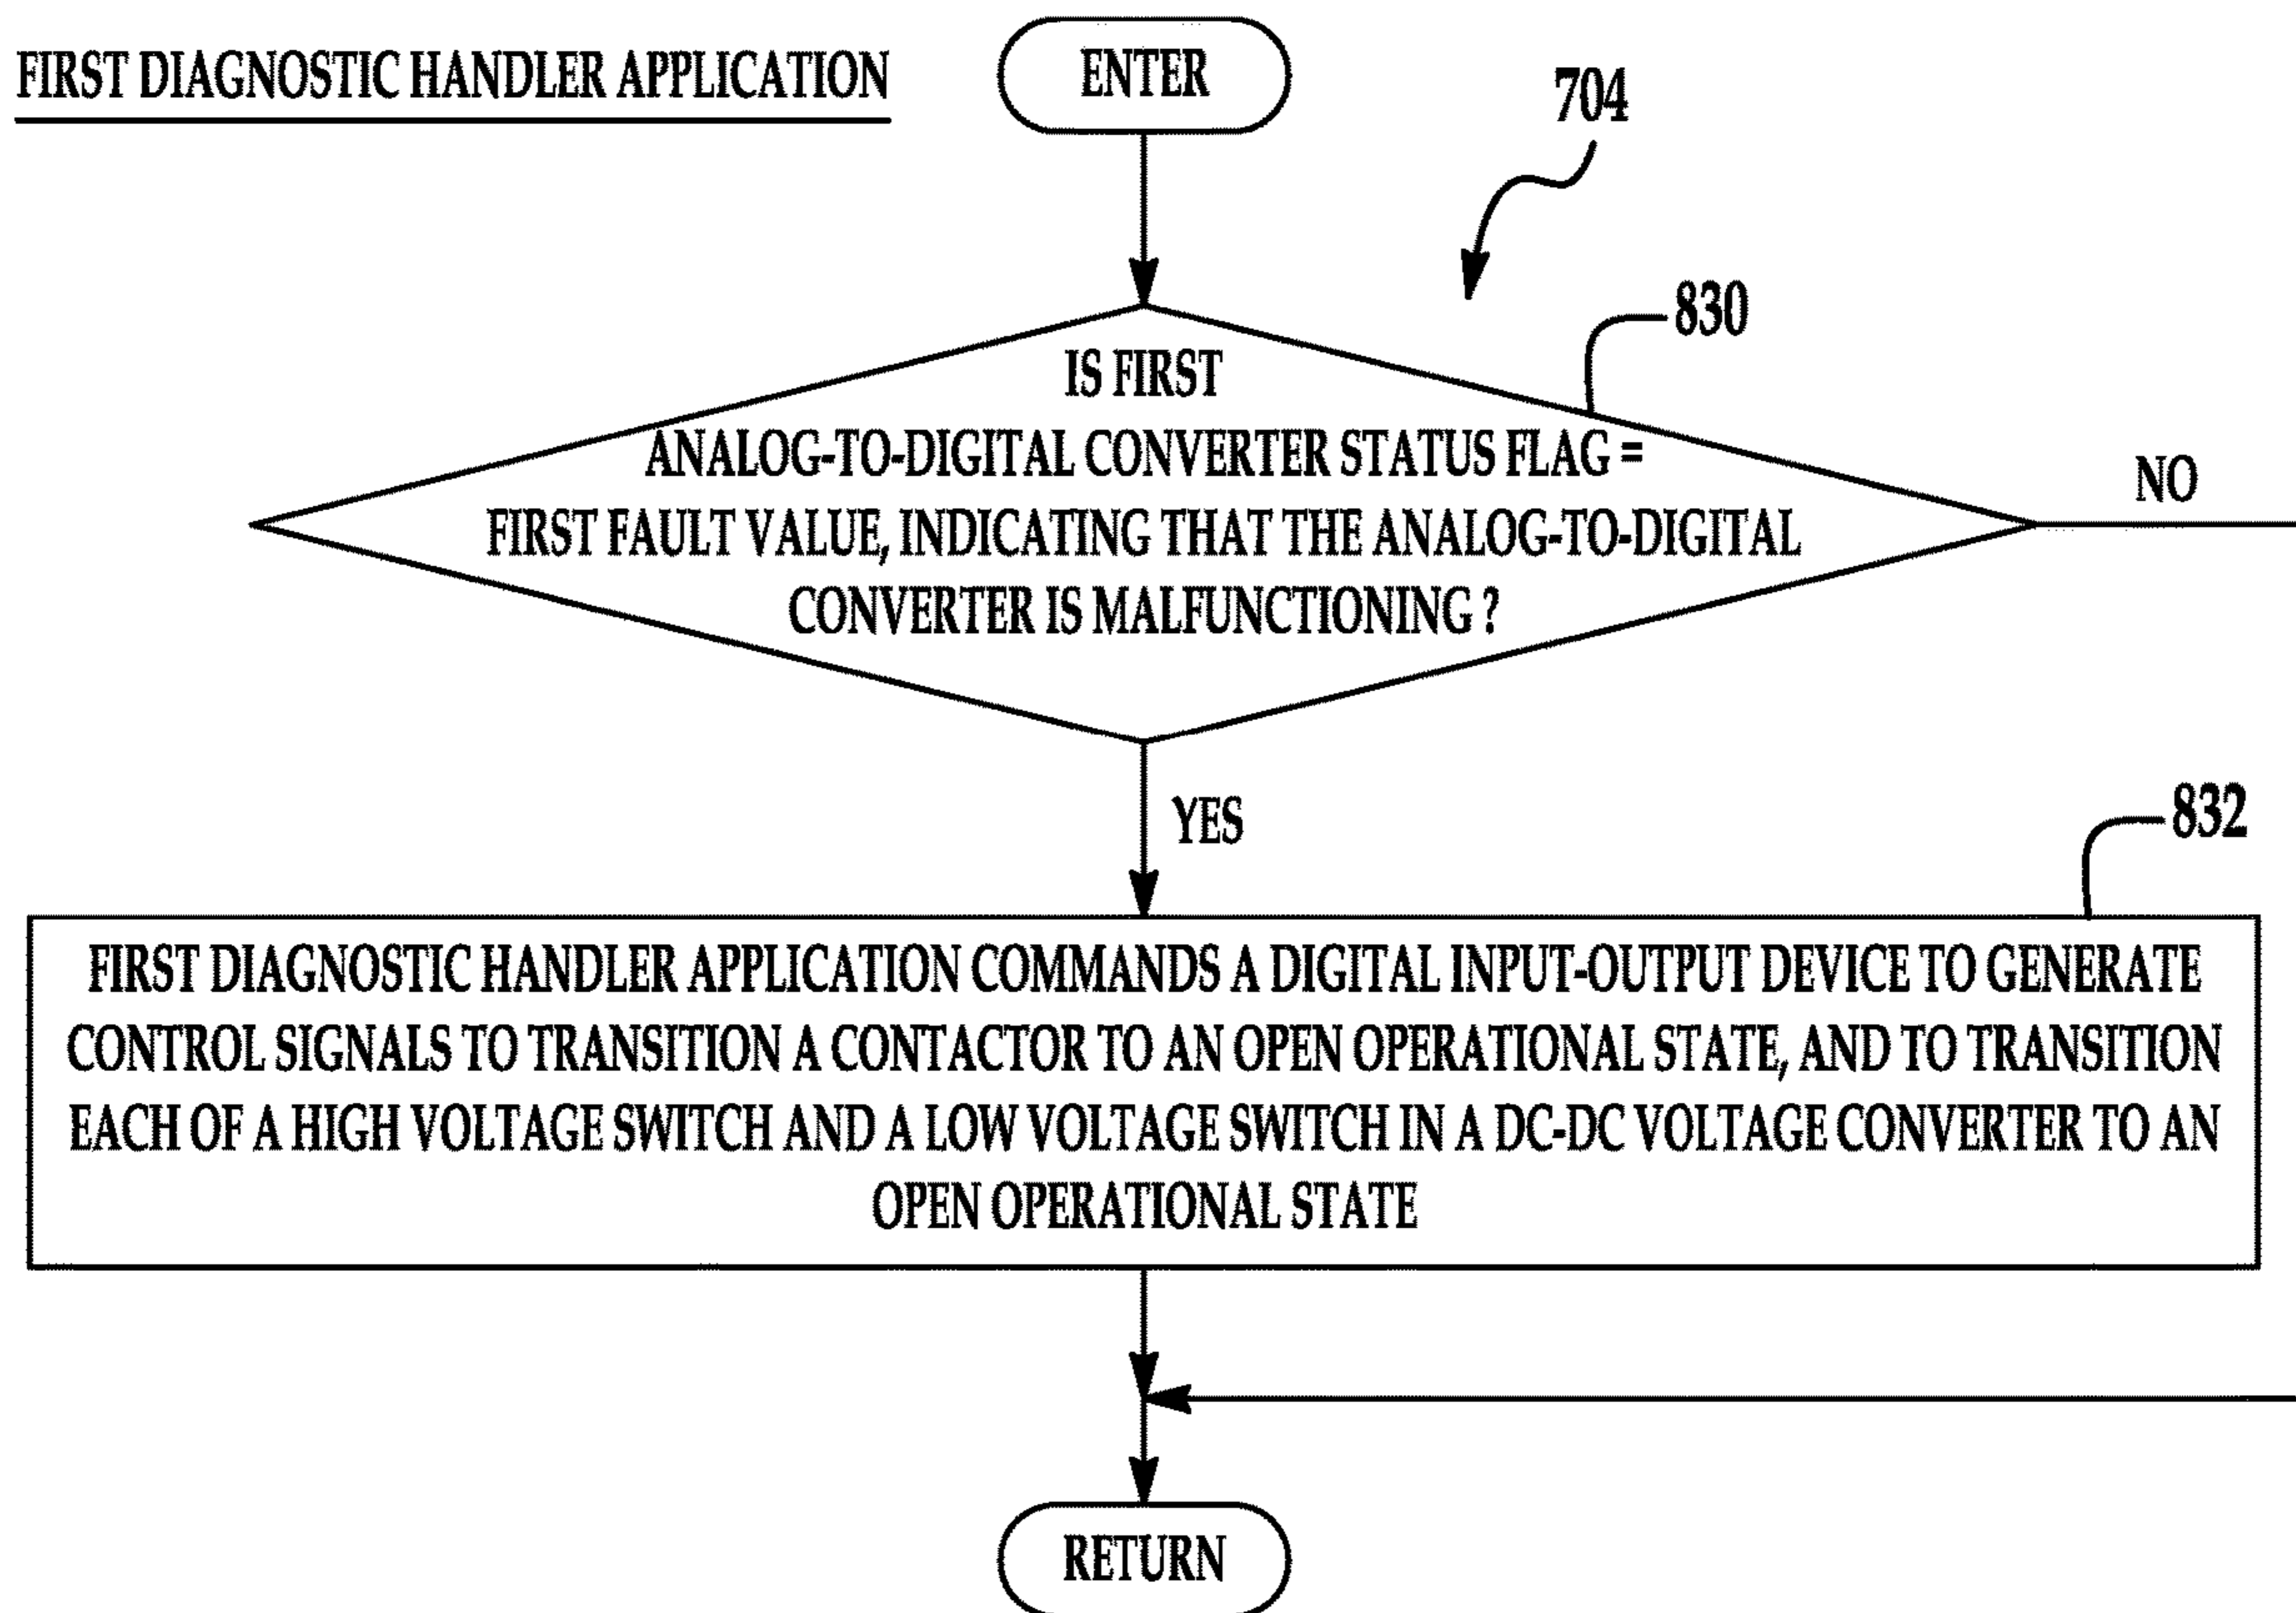 FIRST DIAGNOSTIC HANDLER APPLICATION
ENTER
704
830
IS FIRST
ANALOG-TO-DIGITAL CONVERTER STATUS FLAG =
FIRST FAULT VALUE, INDICATING THAT THE ANALOG-TO-DIGITAL
CONVERTER IS MALFUNCTIONING ?
NO
YES
832
FIRST DIAGNOSTIC HANDLER APPLICATION COMMANDS A DIGITAL INPUT-OUTPUT DEVICE TO GENERATE
CONTROL SIGNALS TO TRANSITION A CONTACTOR TO AN OPEN OPERATIONAL STATE, AND TO TRANSITION
EACH OF A HIGH VOLTAGE SWITCH AND A LOW VOLTAGE SWITCH IN A DC-DC VOLTAGE CONVERTER TO AN
OPEN OPERATIONAL STATE
RETURN